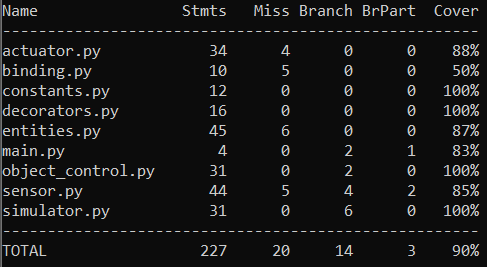 Name Stmts Miss Branch BrPart Cover
-----------------------------------------------------
actuator.py 34 4 0 0 88%
binding.py 10 5 0 0 50%
constants.py 12 0 0 0 100%
decorators.py 16 0 0 0 100%
entities.py 45 6 0 0 87%
main.py 4 0 2 1 83%
object_control.py 31 0 2 0 100%
sensor.py 44 5 4 2 85%
simulator.py 31 0 6 0 100%
-----------------------------------------------------
TOTAL 227 20 14 3 90%